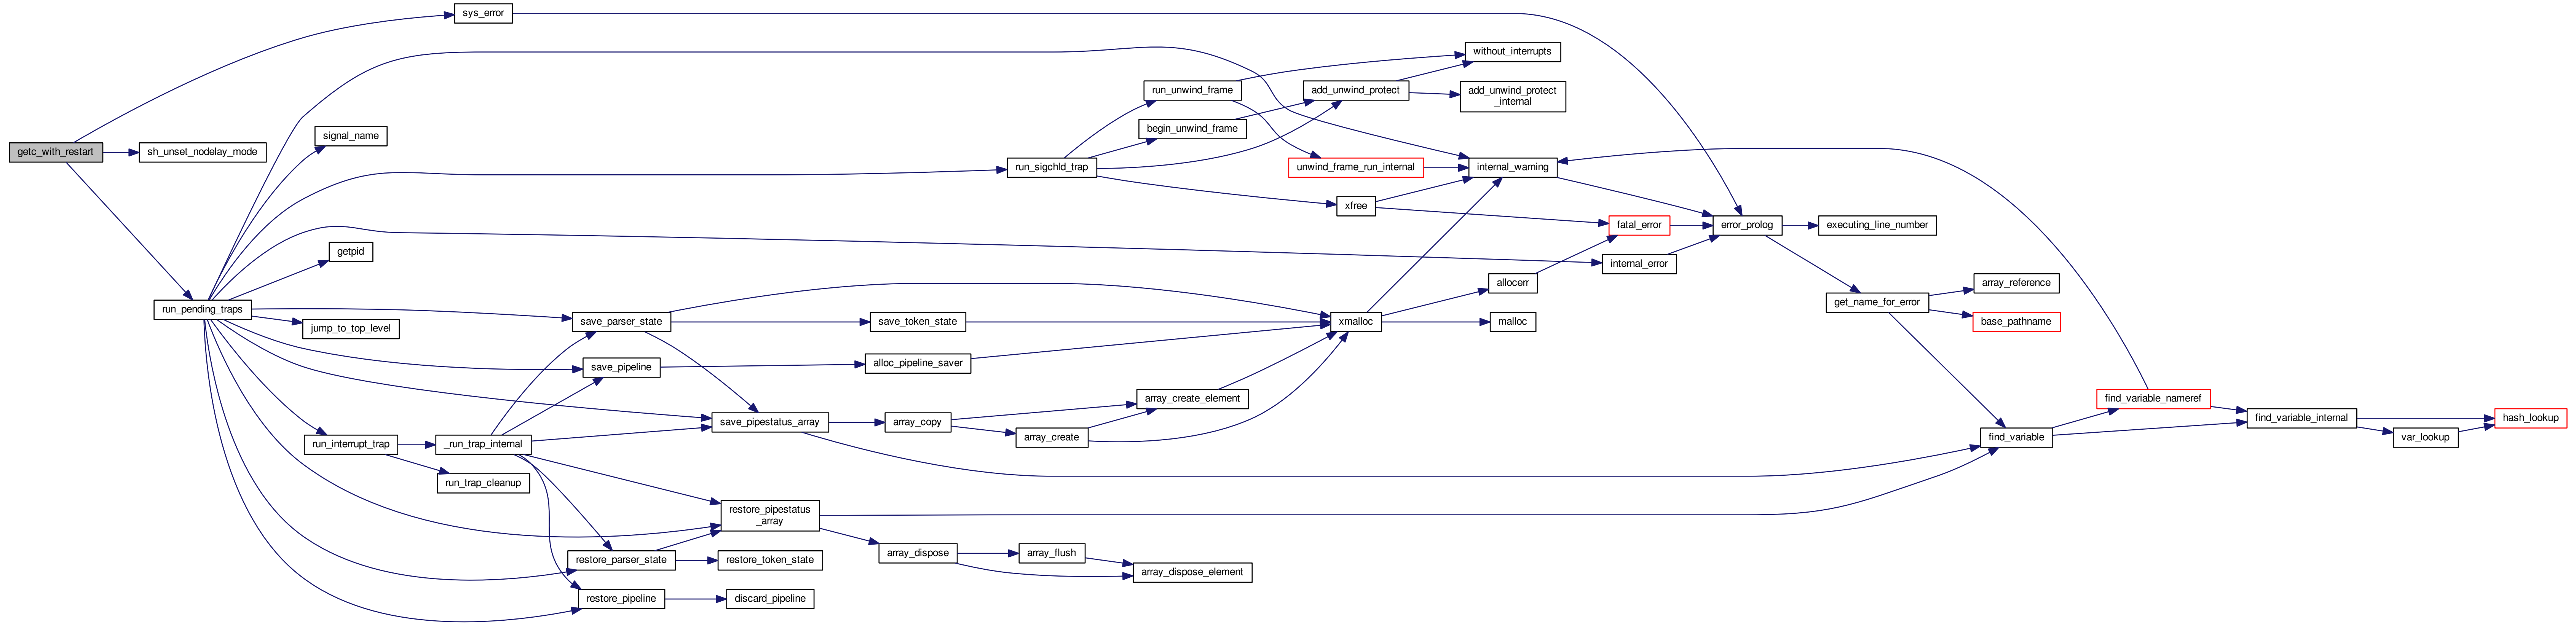 getc_with_restart
sys_error
sh_unset_nodelay_mode
run_pending_traps
signal_name
getpid
jump_to_top_level
run_interrupt_trap
_run_trap_internal
run_trap_cleanup
save_parser_state
save_pipeline
save_pipestatus_array
restore_pipestatus
_array
restore_parser_state
restore_pipeline
save_token_state
alloc_pipeline_saver
array_copy
array_dispose
restore_token_state
discard_pipeline
run_sigchld_trap
array_create
array_flush
run_unwind_frame
begin_unwind_frame
array_create_element
array_dispose_element
add_unwind_protect
unwind_frame_run_internal
xfree
xmalloc
without_interrupts
add_unwind_protect
_internal
internal_warning
allocerr
malloc
fatal_error
internal_error
error_prolog
executing_line_number
get_name_for_error
array_reference
base_pathname
find_variable
find_variable_nameref
find_variable_internal
var_lookup
hash_lookup